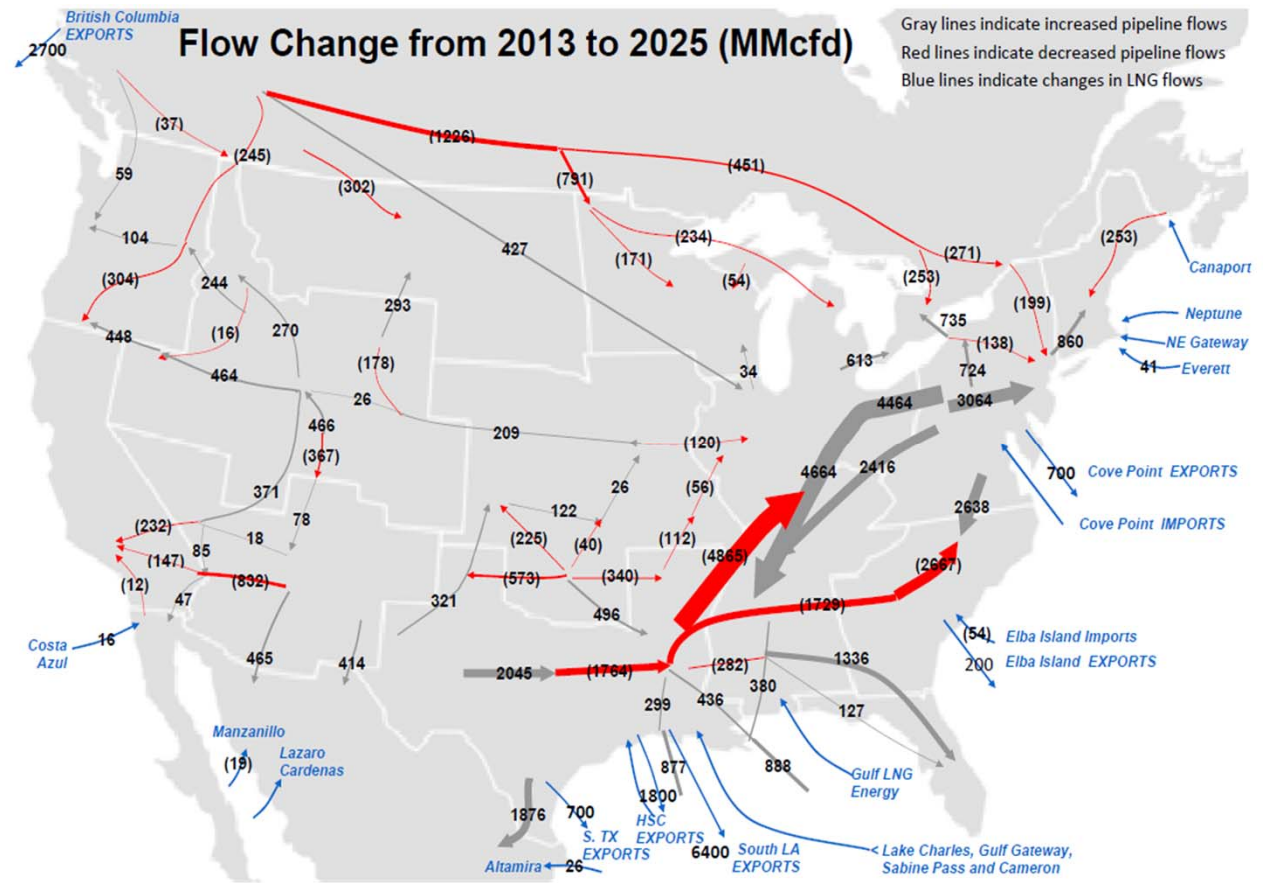 British Columbia
EXPORTS
2700
Flow Change from 2013 to 2025 (MMcfd)
Gray lines indicate increased pipeline flows
Red lines indicate decreased pipeline flows
Blue lines indicate changes in LNG flows
(37)
(245)
(1226)
(451)
59
(302)
(791)
104
427
(234)
(171)
(54)
(253)
(271)
(253)
Canaport
(304)
244
293
(199)
Neptune
448
(16)
270
(178)
735
(138)
860
NE Gateway
464
34
613
724
41
Everett
26
4464
3064
466
209
(120)
(367)
4664
2416
700
Cove Point EXPORTS
371
26
(56)
78
122
2638
Cove Point IMPORTS
(232)
18
(225)
(40)
(112)
(4865)
85
(147)
(832)
(573)
(340)
(2667)
(12)
47
321
496
(1729)
Costa
Azul
16
(54)
Elba Island Imports
200
Elba Island EXPORTS
465
414
2045
(1764)
(282)
1336
299
436
380
127
Manzanillo
(19)
Lazaro
Cardenas
877
888
Gulf LNG
Energy
1876
700
1800
S. TX
EXPORTS
HSC
EXPORTS
6400
South LA
EXPORTS
Lake Charles, Gulf Gateway,
Sabine Pass and Cameron
Altamira
26